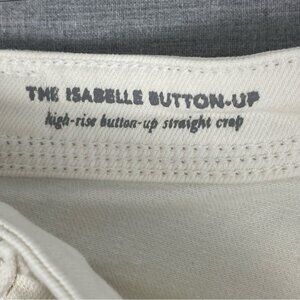 THE ISABELLE BUTTON-UP
high-rise button-up straight crop